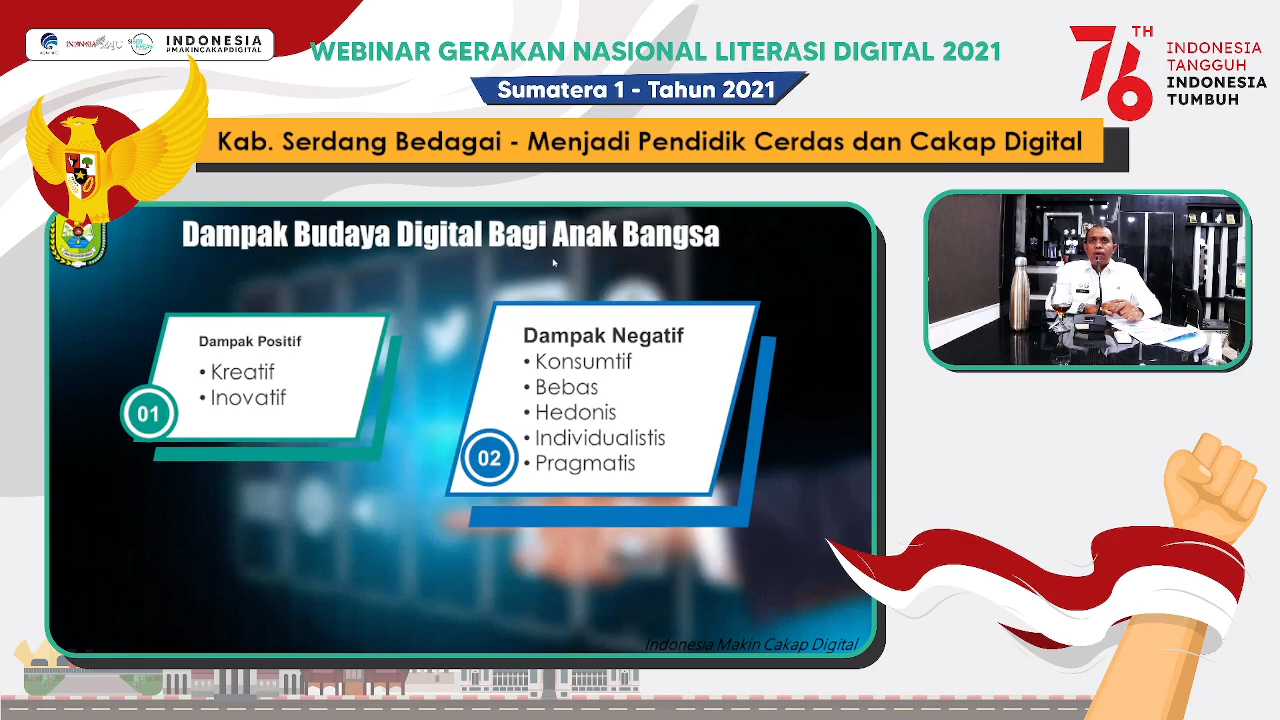 INDONESIA
#MAKINCAKAPDIGITAL
WEBINAR GERAKAN NASIONAL LITERASI DIGITAL 2021
Sumatera 1 - Tahun 2021
Kab. Serdang Bedagai - Menjadi Pendidik Cerdas dan Cakap Digital
76TH
INDONESIA
TANGGUH
INDONESIA
TUMBUH
Dampak Budaya Digital Bagi Anak Bangsa
01
Dampak Positif
• Kreatif
• Inovatif
02
Dampak Negatif
• Konsumtif
• Bebas
• Hedonis
• Individualistis
• Pragmatis
Indonesia Makin Cakap Digital